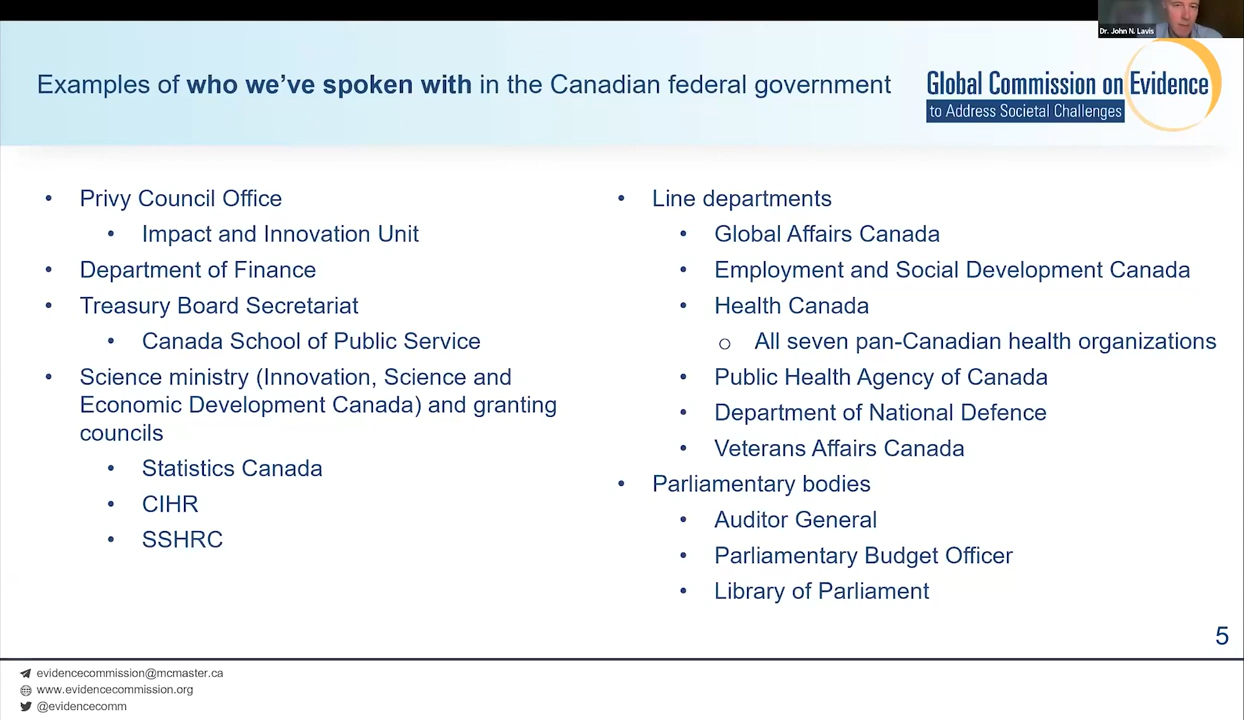 Dr. John N. Lavis
Examples of who we've spoken with in the Canadian federal government
Global Commission on Evidence
to Address Societal Challenges
• Privy Council Office
• Impact and Innovation Unit
• Department of Finance
• Treasury Board Secretariat
• Canada School of Public Service
• Science ministry (Innovation, Science and
Economic Development Canada) and granting
councils
• Statistics Canada
• CIHR
• SSHRC
• Line departments
• Global Affairs Canada
• Employment and Social Development Canada
• Health Canada
o All seven pan-Canadian health organizations
• Public Health Agency of Canada
• Department of National Defence
• Veterans Affairs Canada
• Parliamentary bodies
• Auditor General
• Parliamentary Budget Officer
• Library of Parliament
5
evidencecommission@mcmaster.ca
www.evidencecommission.org
@evidencecomm